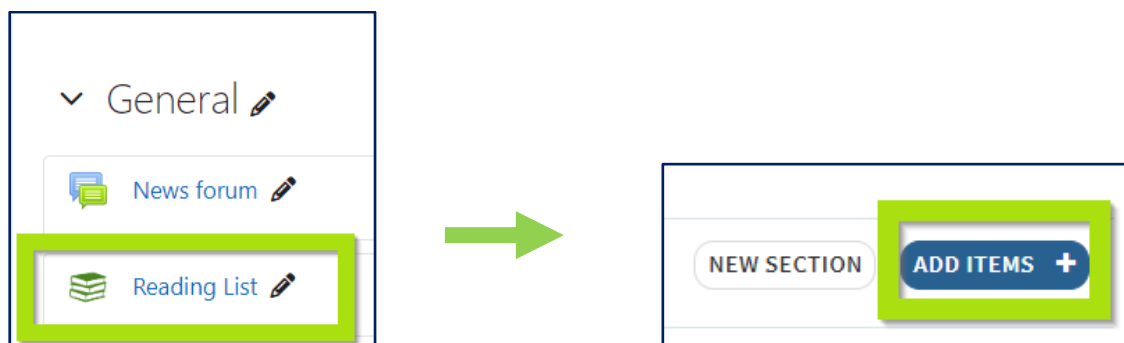 General
News forum
Reading List
NEW SECTION
ADD ITEMS +